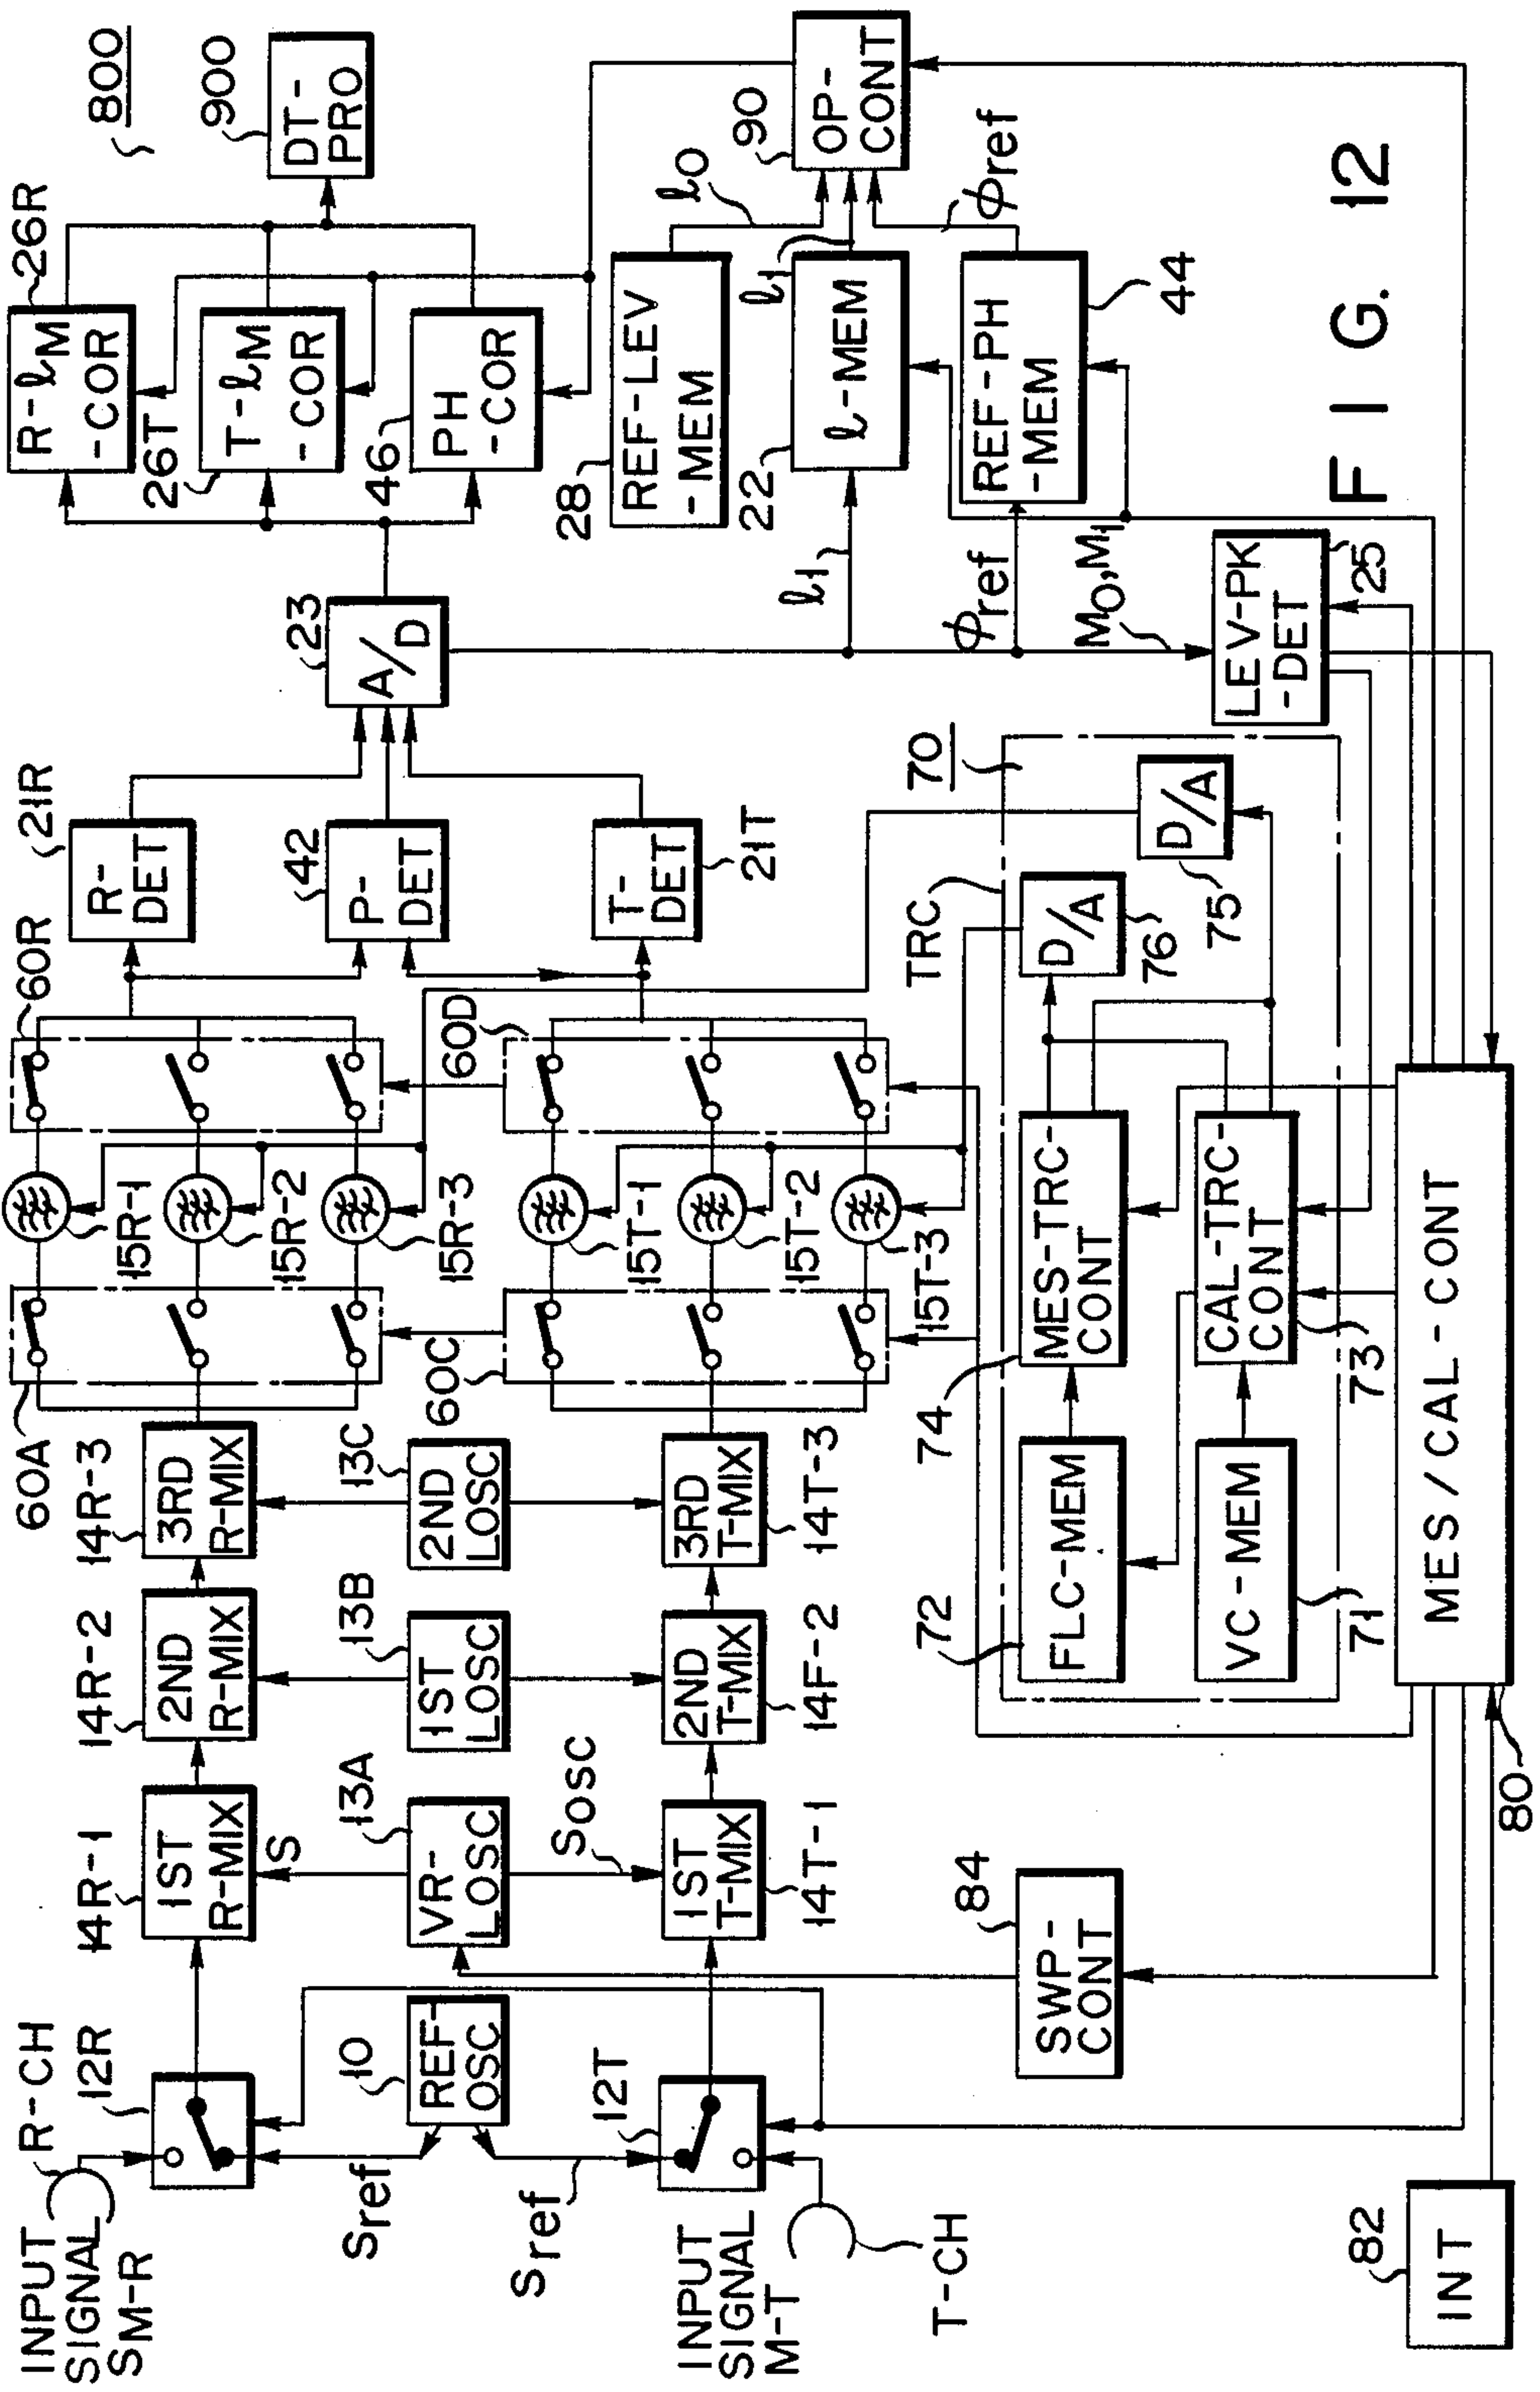 800
INPUT
SIGNAL
SM-R
R-CH
12R
14R-1
1ST
R-MIX
14R-2
2ND
R-MIX
14R-3
3RD
R-MIX
60A
15R-1
15R-2
15R-3
60R
R-
DET
21R
R-ℓM
-COR
26R
S
Sref
10
REF-
OSC
13A
VR-
LOSC
13B
1ST
LOSC
13C
2ND
LOSC
42
P-
DET
23
A/D
26T
T-ℓM
-COR
46
PH
-COR
DT-
PRO
900
Sref
Sosc
12T
INPUT
SIGNAL
M-T
T-CH
1ST
T-MIX
14T-1
2ND
T-MIX
14F-2
3RD
T-MIX
14T-3
60C
15T-1
15T-2
15T-3
60D
T-
DET
21T
28
REF-LEV
-MEM
ℓ0
22
ℓ-MEM
ℓ1
ℓ1
90
OP-
CONT
φref
REF-PH
-MEM
44
φref
M0,M1
LEV-PK
-DET
25
SWP-
CONT
84
70
TRC
72
FLC-MEM
74
MES-TRC-
CONT
D/A
76
D/A
75
VC-MEM
71
CAL-TRC-
CONT
73
82
INT
80
MES/CAL-CONT
FIG. 12